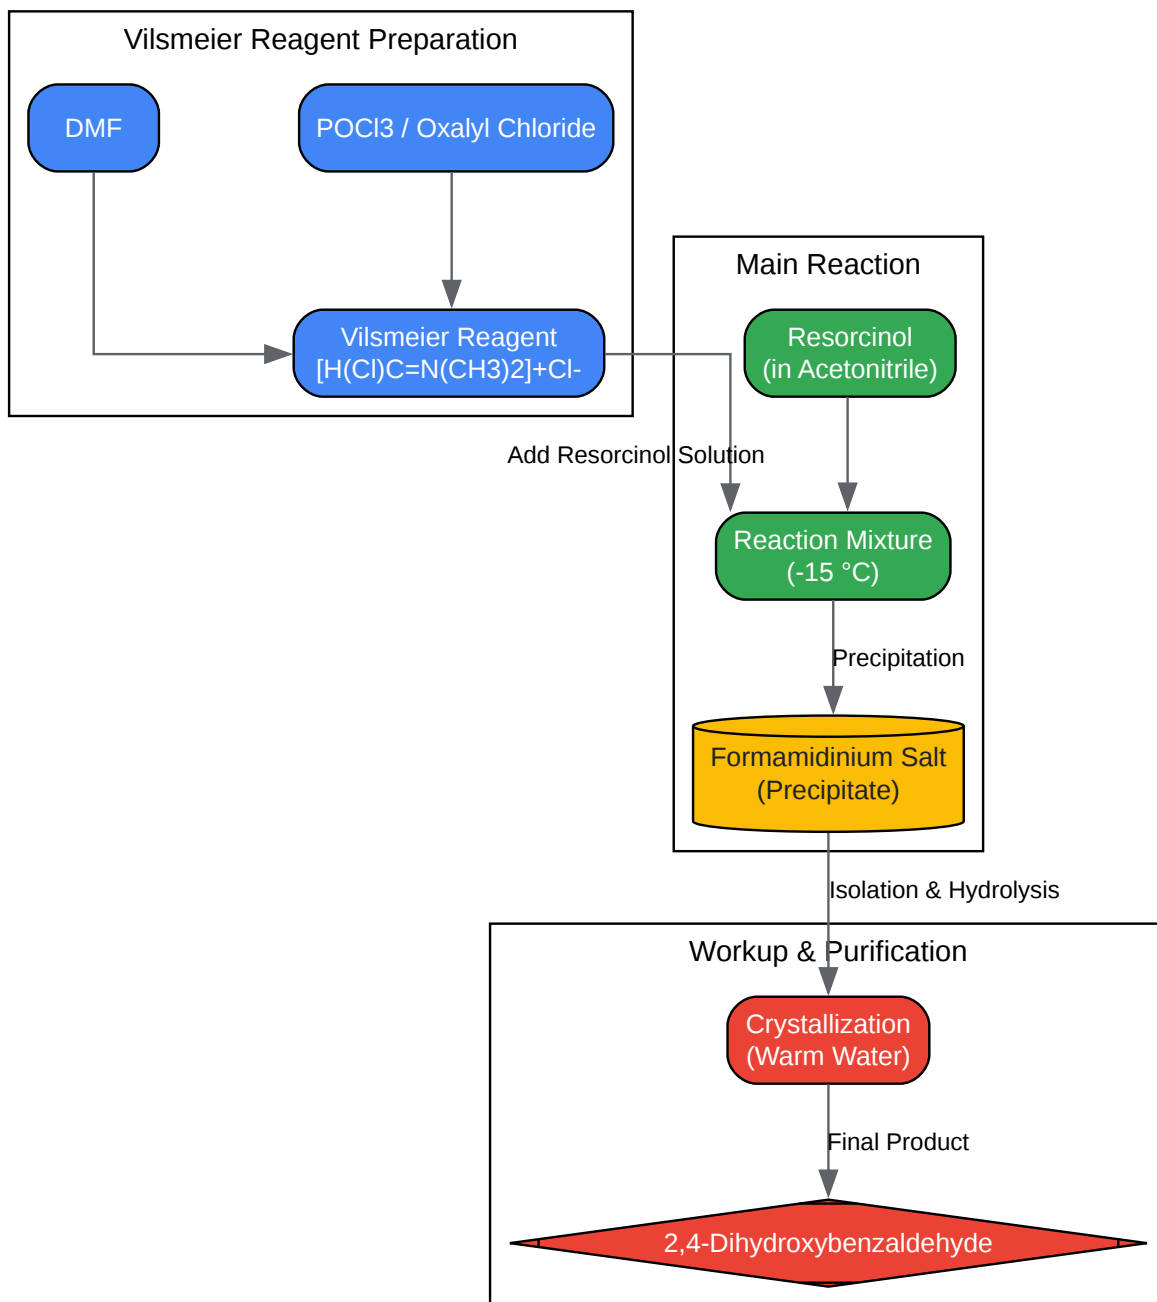 Vilsmeier Reagent Preparation
DMF
POCl3 / Oxalyl Chloride
Vilsmeier Reagent
[H(Cl)C=N(CH3)2]+Cl-
Main Reaction
Resorcinol
(in Acetonitrile)
Add Resorcinol Solution
Reaction Mixture
(-15 °C)
Precipitation
Formamidinium Salt
(Precipitate)
Isolation & Hydrolysis
Workup & Purification
Crystallization
(Warm Water)
Final Product
2,4-Dihydroxybenzaldehyde